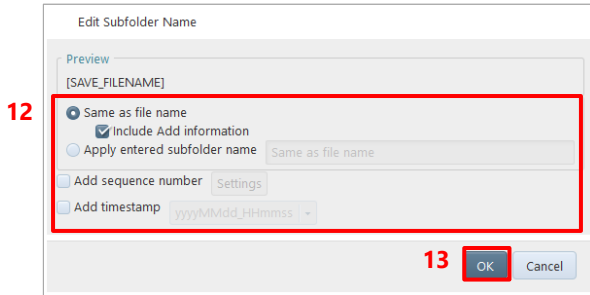 Edit Subfolder Name
Preview
[SAVE_FILENAME]
12
Same as file name
Include Add information
Apply entered subfolder name Same as file name
Add sequence number Settings
Add timestamp yyyyMMdd_HHmmss
13 OK Cancel